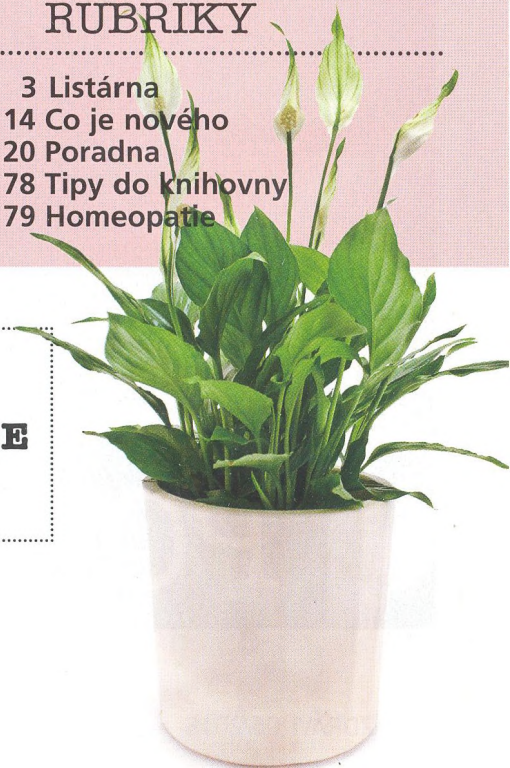 RUBRIKY
3 Listárna
14 Co je nového
20 Poradna
78 Tipy do knihovny
79 Homeopatie
E